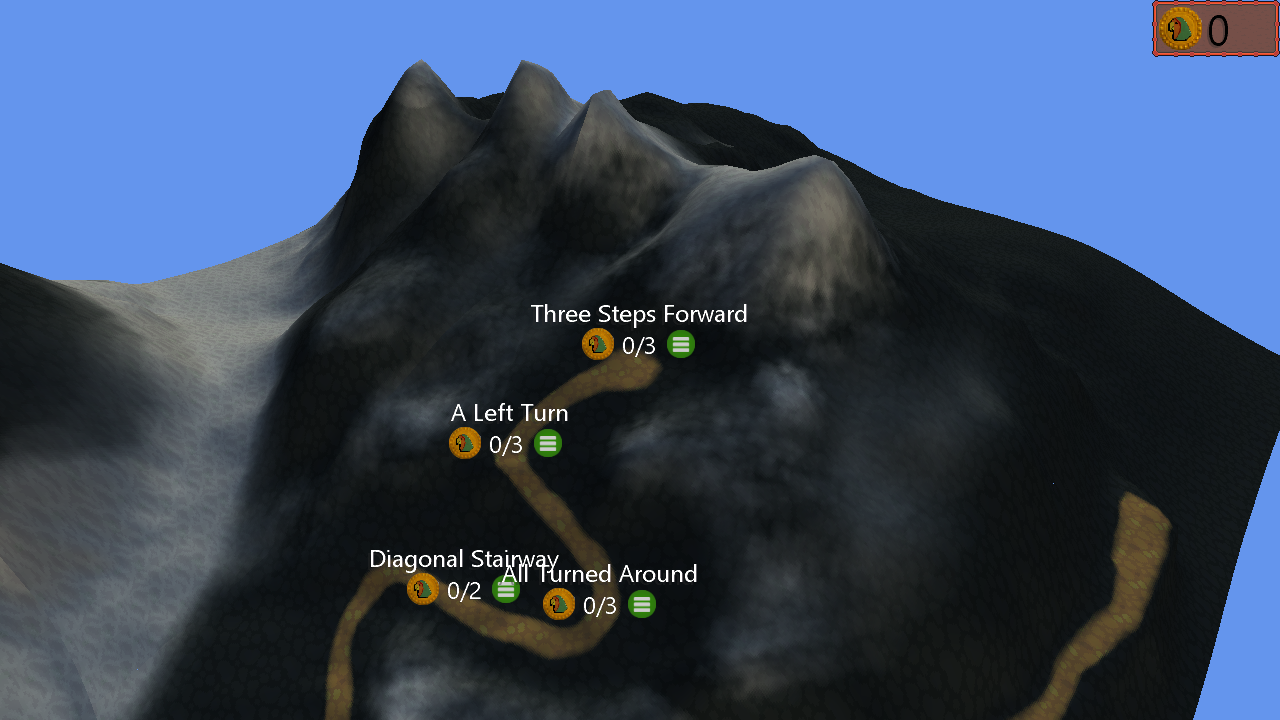 0
Three Steps Forward
0/3
A Left Turn
0/3
Diagonal Stairway
0/2
All Turned Around
0/3